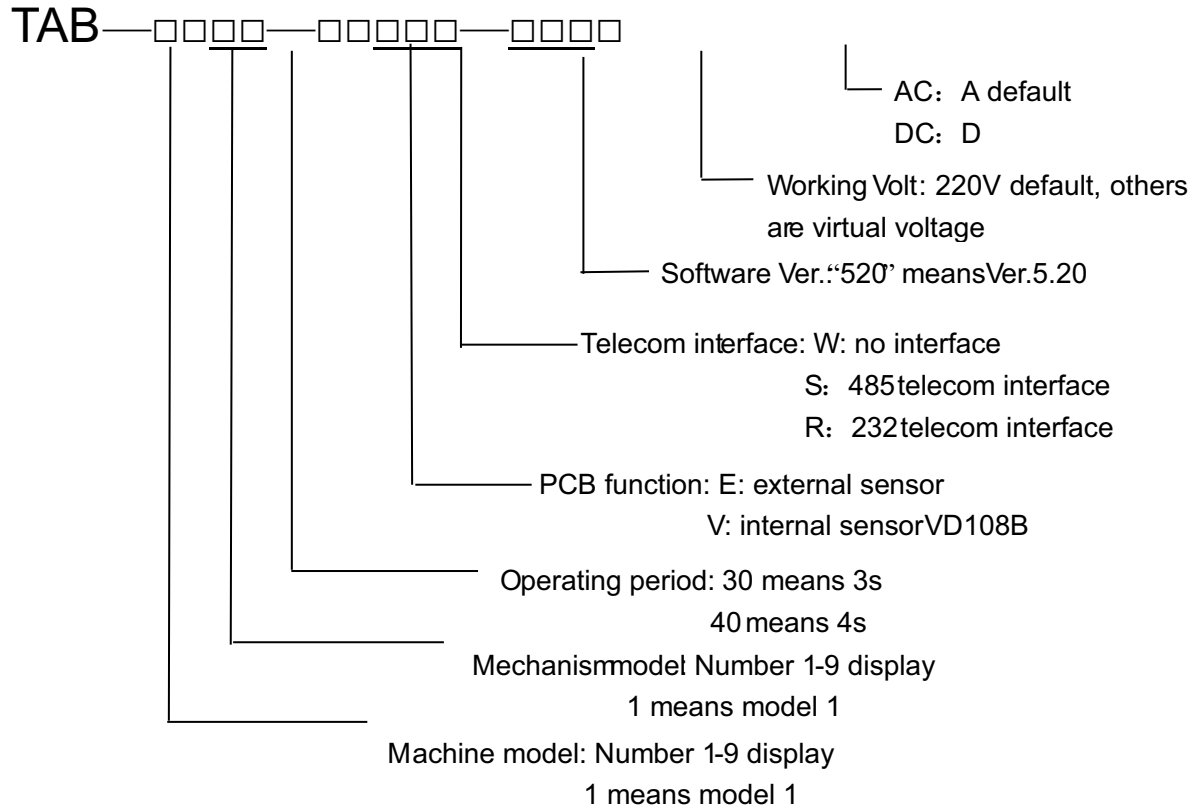 TAB——□□□□——□□□□□——□□□□
AC：A default
DC：D
Working Volt: 220V default, others
are virtual voltage
Software Ver.:“520” meansVer.5.20
Telecom interface: W: no interface
S： 485telecom interface
R：232telecom interface
PCB function: E: external sensor
V: internal sensorVD108B
Operating period: 30 means 3s
40means 4s
Mechanismmodel: Number 1-9 display
1 means model 1
Machine model: Number 1-9 display
1 means model 1